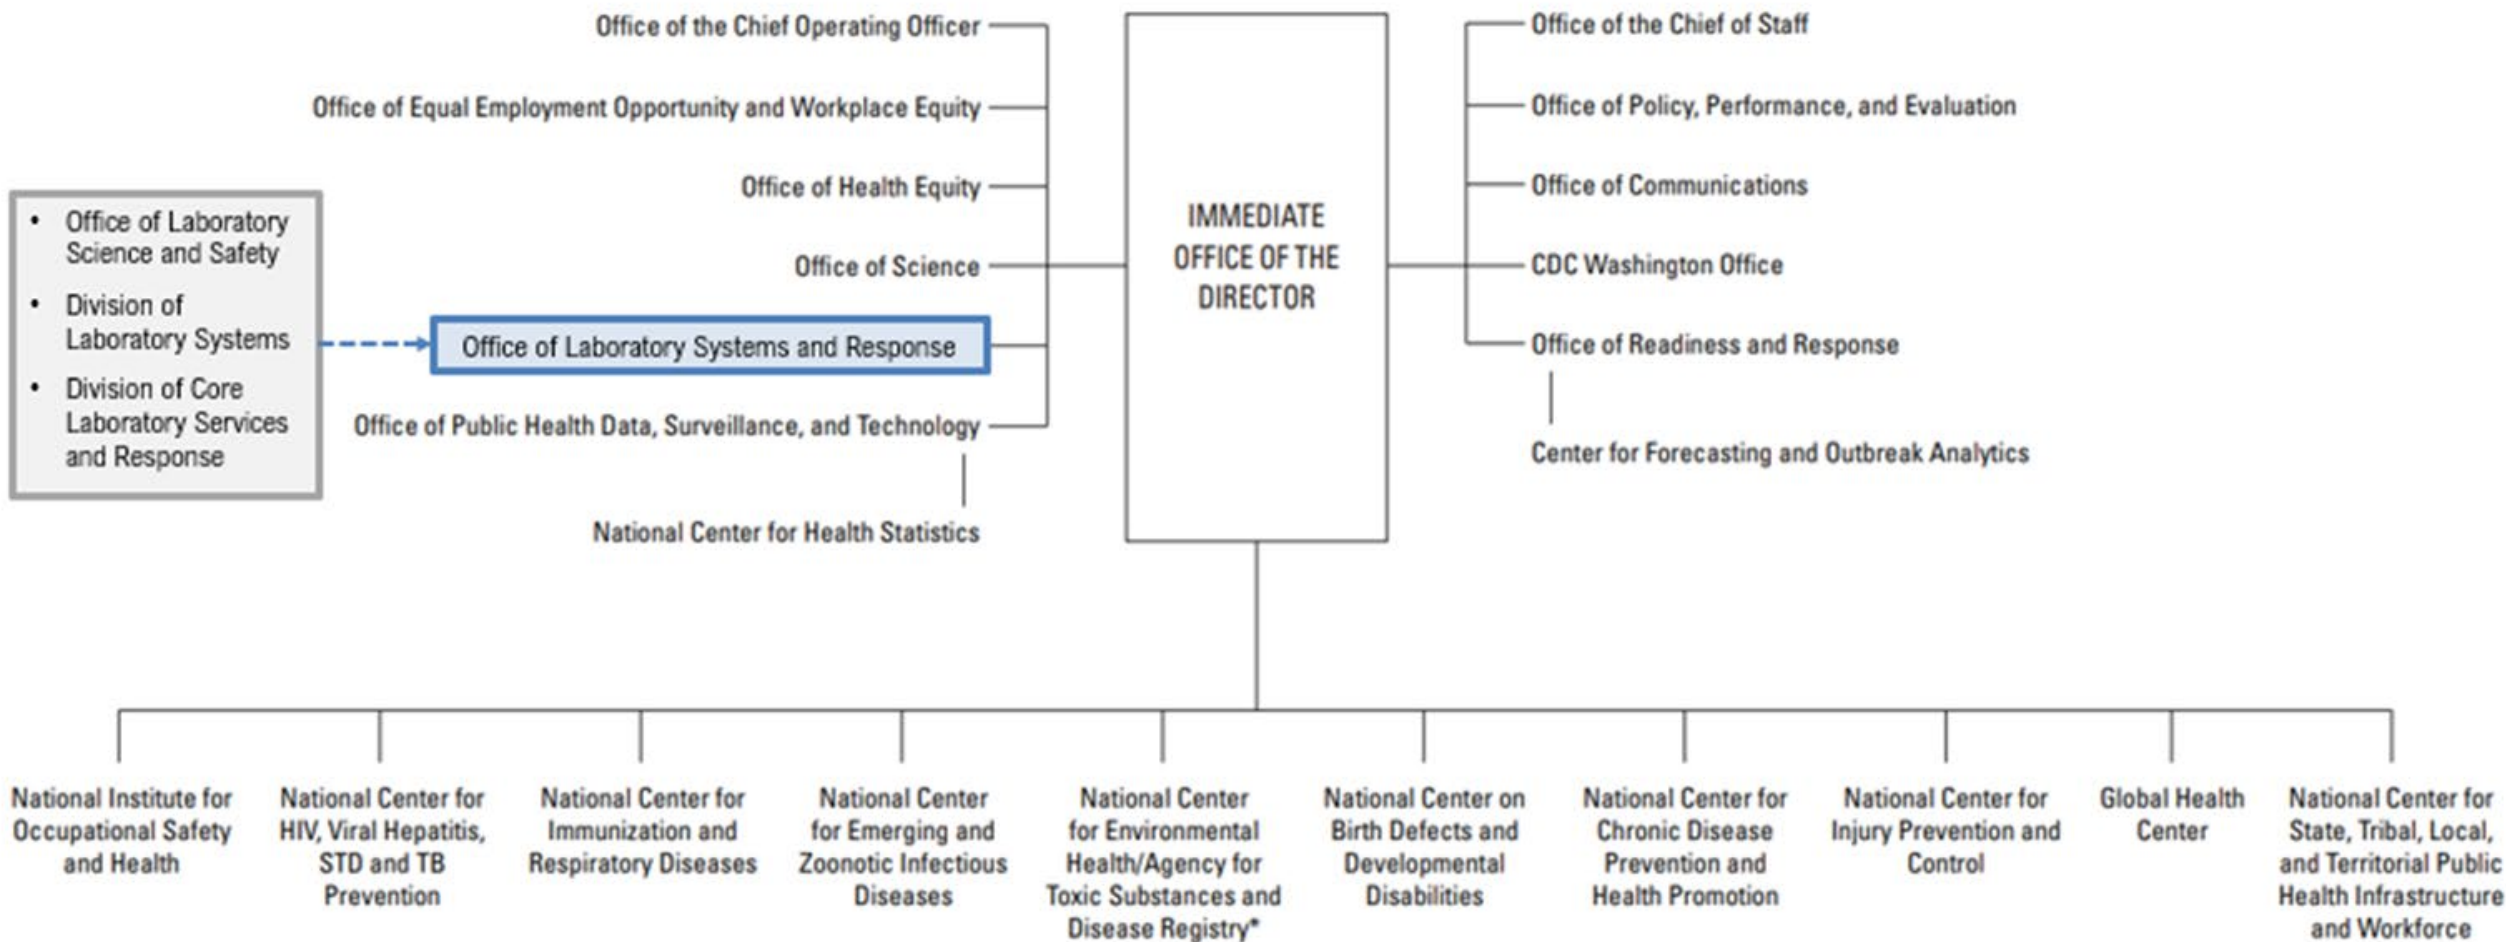 Office of the Chief Operating Officer
Office of Equal Employment Opportunity and Workplace Equity
Office of Health Equity
Office of Science
Office of Laboratory Systems and Response
Office of Public Health Data, Surveillance, and Technology
National Center for Health Statistics
• Office of Laboratory
Science and Safety
• Division of
Laboratory Systems
• Division of Core
Laboratory Services
and Response
IMMEDIATE
OFFICE OF THE
DIRECTOR
Office of the Chief of Staff
Office of Policy, Performance, and Evaluation
Office of Communications
CDC Washington Office
Office of Readiness and Response
Center for Forecasting and Outbreak Analytics
National Institute for
Occupational Safety
and Health
National Center for
HIV, Viral Hepatitis,
STD and TB
Prevention
National Center for
Immunization and
Respiratory Diseases
National Center
for Emerging and
Zoonotic Infectious
Diseases
National Center
for Environmental
Health/Agency for
Toxic Substances and
Disease Registry*
National Center on
Birth Defects and
Developmental
Disabilities
National Center for
Chronic Disease
Prevention and
Health Promotion
National Center for
Injury Prevention and
Control
Global Health
Center
National Center for
State, Tribal, Local,
and Territorial Public
Health Infrastructure
and Workforce